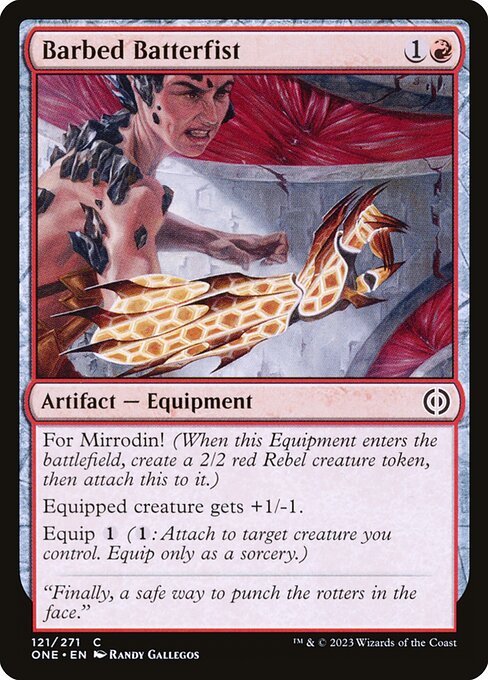 Barbed Batterfist 1
Artifact — Equipment
For Mirrodin! (When this Equipment enters the
battlefield, create a 2/2 red Rebel creature token,
then attach this to it.)
Equipped creature gets +1/-1.
Equip 1 (1: Attach to target creature you
control. Equip only as a sorcery.)
“Finally, a safe way to punch the rotters in the
face.”
121/271 C
ONE • EN Randy Gallegos
™ & © 2023 Wizards of the Coast